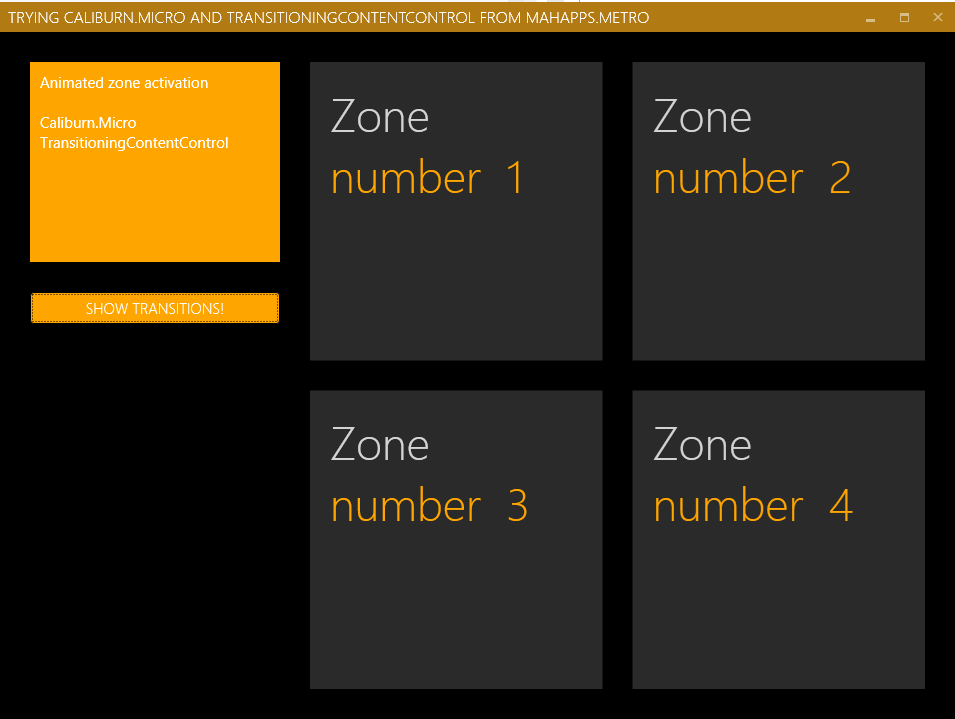 TRYING CALIBURN.MICRO AND TRANSITIONINGCONTENTCONTROL FROM MAHAPPS.METRO
Animated zone activation
Caliburn.Micro
TransitioningContentControl
SHOW TRANSITIONS!
Zone
number 1
Zone
number 2
Zone
number 3
Zone
number 4